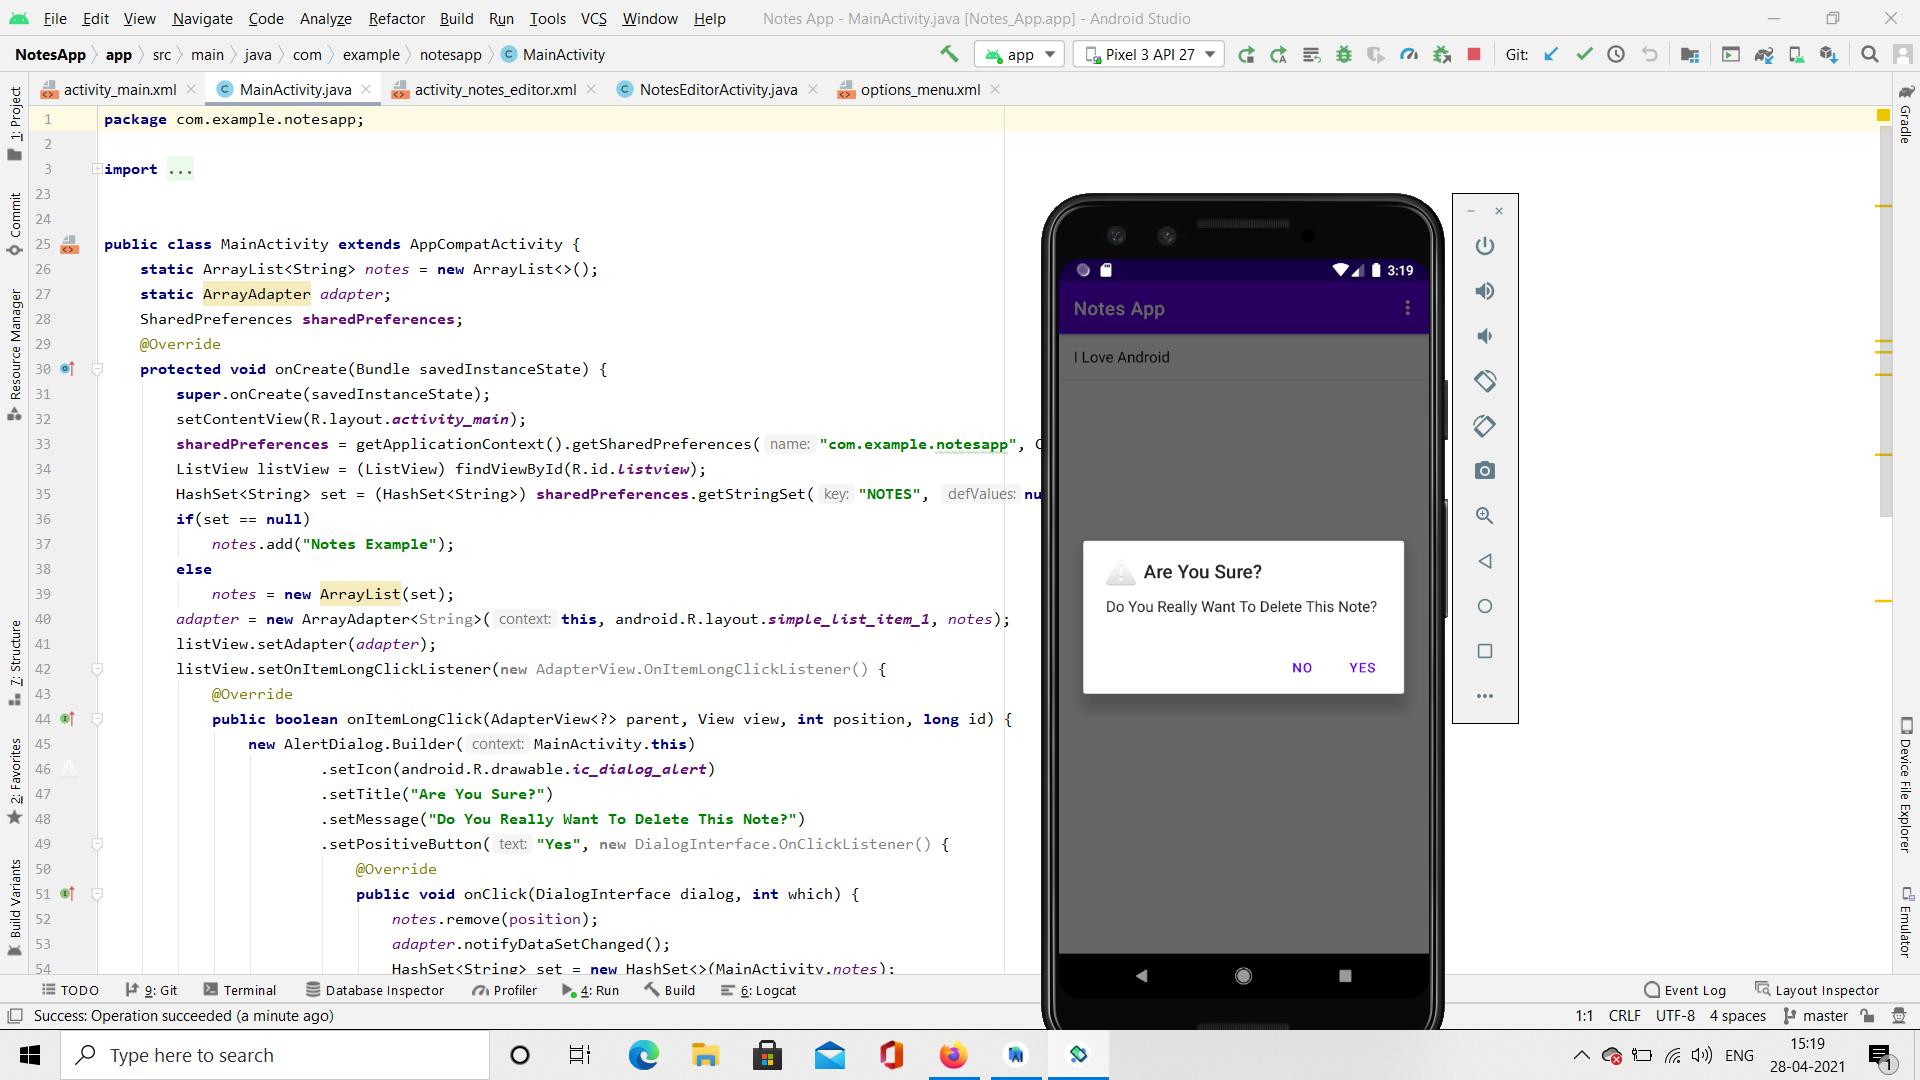 File Edit View Navigate Code Analyze Refactor Build Run Tools VCS Window Help Notes App - MainActivity.java [Notes_App.app] - Android Studio
NotesApp app src main java com example notesapp MainActivity app Pixel 3 API 27 Git:
activity_main.xml MainActivity.java activity_notes_editor.xml NotesEditorActivity.java options_menu.xml
1 package com.example.notesapp;
2
3 import ...
23
24
25 public class MainActivity extends AppCompatActivity {
26 static ArrayList<String> notes = new ArrayList<>();
27 static ArrayAdapter adapter;
28 SharedPreferences sharedPreferences;
29 @Override
30 protected void onCreate(Bundle savedInstanceState) {
31 super.onCreate(savedInstanceState);
32 setContentView(R.layout.activity_main);
33 sharedPreferences = getApplicationContext().getSharedPreferences( name: "com.example.notesapp", C
34 ListView listView = (ListView) findViewById(R.id.listview);
35 HashSet<String> set = (HashSet<String>) sharedPreferences.getStringSet( key: "NOTES", defValues: nu
36 if(set == null)
37 notes.add("Notes Example");
38 else
39 notes = new ArrayList(set);
40 adapter = new ArrayAdapter<String>( context: this, android.R.layout.simple_list_item_1, notes);
41 listView.setAdapter(adapter);
42 listView.setOnItemLongClickListener(new AdapterView.OnItemLongClickListener() {
43 @Override
44 public boolean onItemLongClick(AdapterView<?> parent, View view, int position, long id) {
45 new AlertDialog.Builder( context: MainActivity.this)
46 .setIcon(android.R.drawable.ic_dialog_alert)
47 .setTitle("Are You Sure?")
48 .setMessage("Do You Really Want To Delete This Note?")
49 .setPositiveButton( text: "Yes", new DialogInterface.OnClickListener() {
50 @Override
51 public void onClick(DialogInterface dialog, int which) {
52 notes.remove(position);
53 adapter.notifyDataSetChanged();
54 HashSet<String> set = new HashSet<>(MainActivity.notes);
3:19
Notes App
I Love Android
Are You Sure?
Do You Really Want To Delete This Note?
NO YES
1: Project
Commit
Resource Manager
7: Structure
2: Favorites
Build Variants
Gradle
Device File Explorer
Emulator
TODO 9: Git Terminal Database Inspector Profiler 4: Run Build 6: Logcat Event Log Layout Inspector
Success: Operation succeeded (a minute ago) 1:1 CRLF UTF-8 4 spaces master
Type here to search ENG 15:19
28-04-2021 1